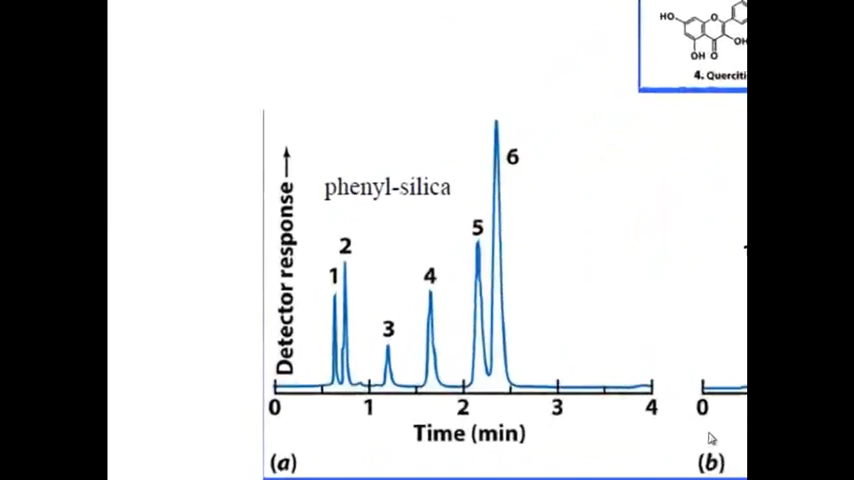 HO
O
OH
OH
O
4. Querciti
Detector response
phenyl-silica
1
2
3
4
5
6
0 1 2 3 4
0
Time (min)
(a)
(b)